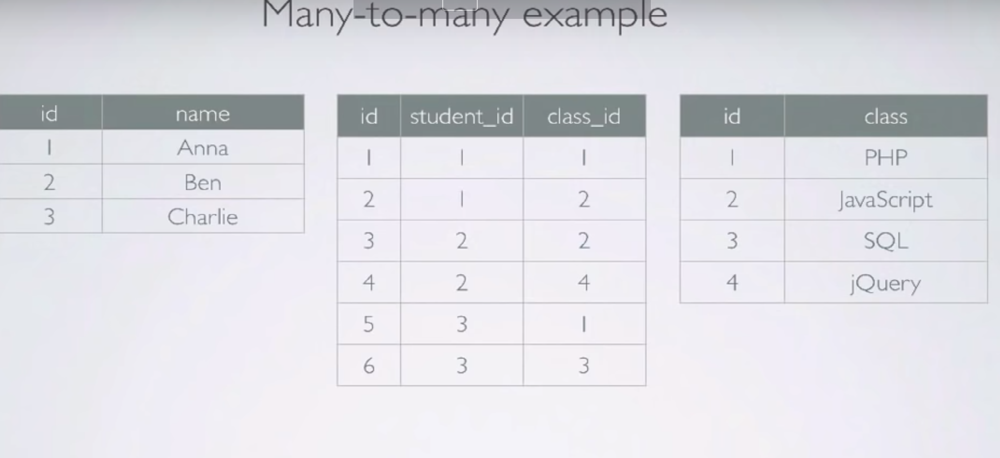 Many-to-many example
id name
1 Anna
2 Ben
3 Charlie
id student_id class_id
1 1 1
2 1 2
3 2 2
4 2 4
5 3 1
6 3 3
id class
1 PHP
2 JavaScript
3 SQL
4 jQuery